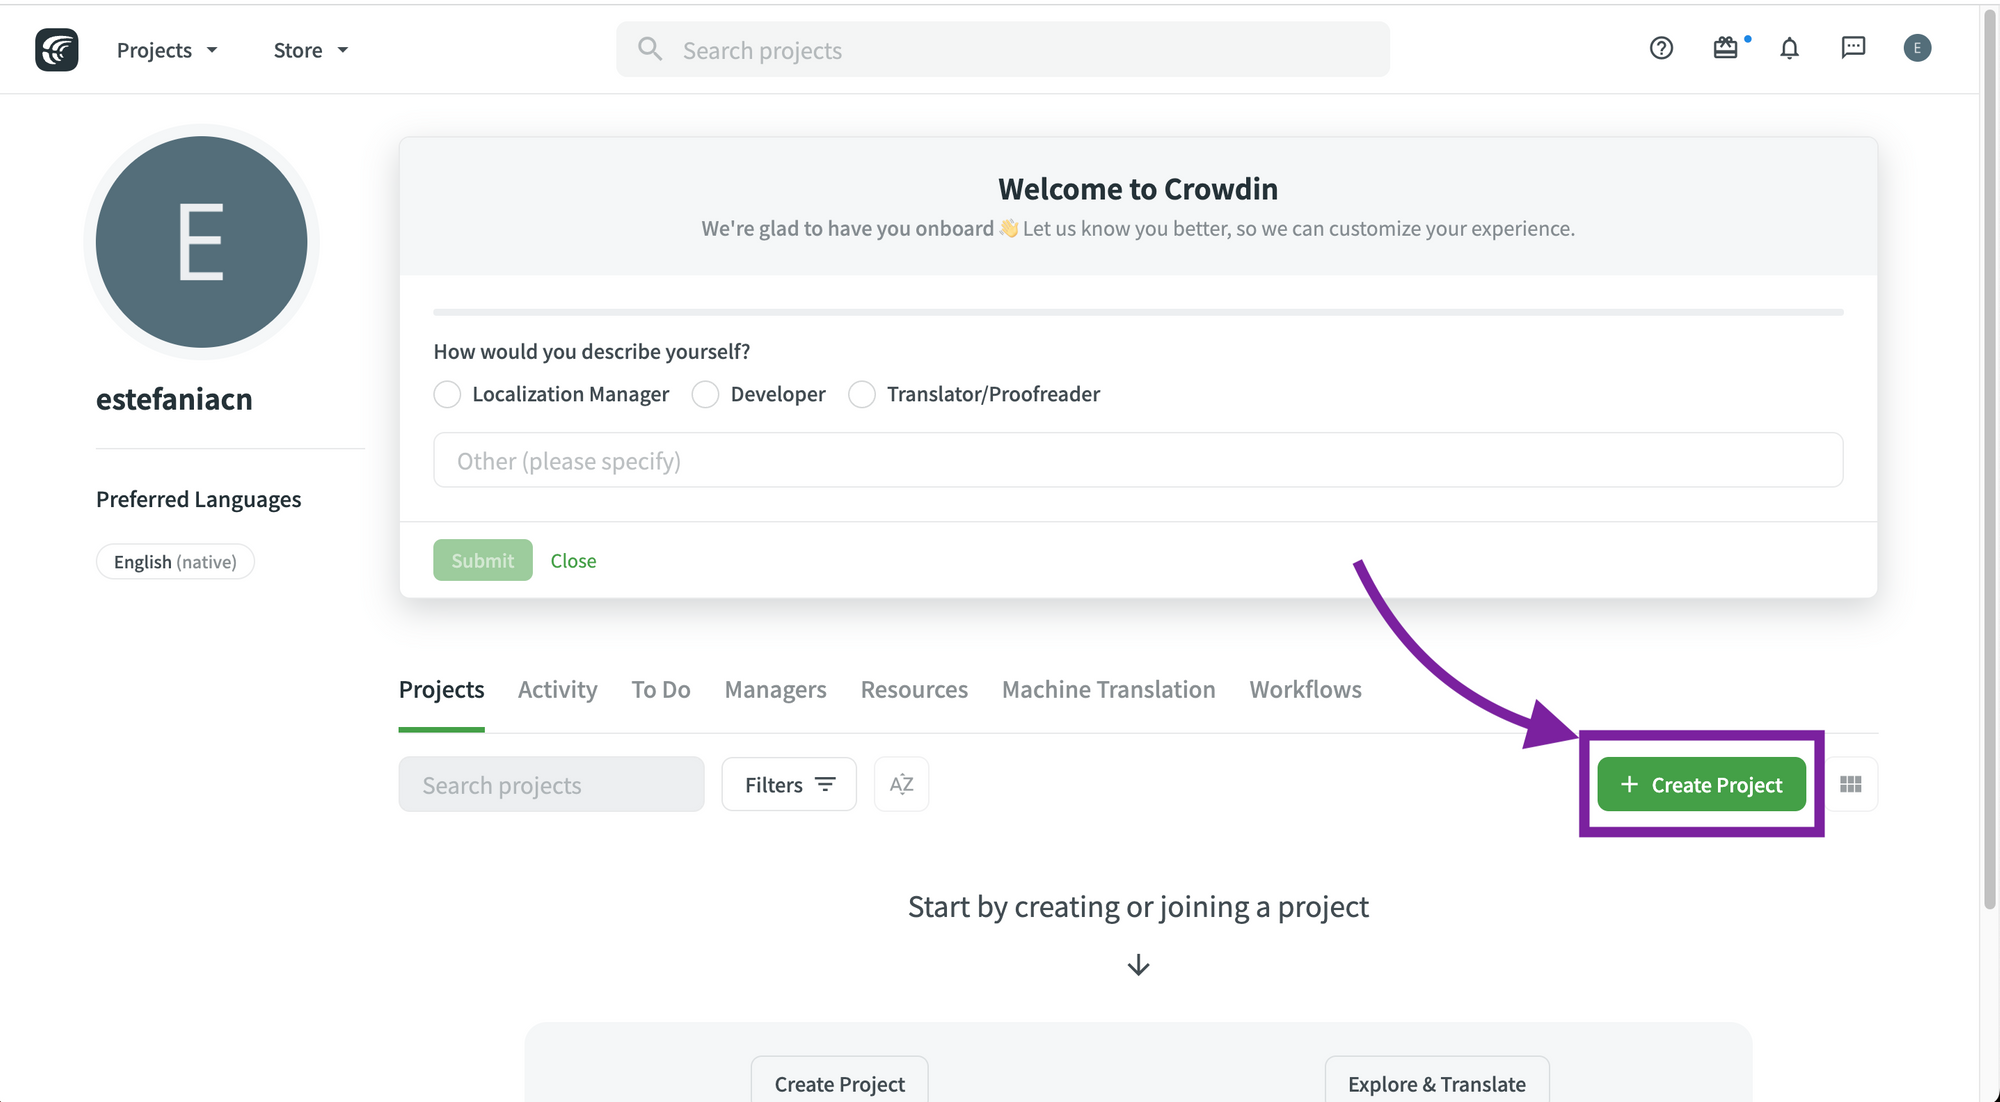 Projects Store Search projects E
E
estefaniacn
Preferred Languages
English (native)
Welcome to Crowdin
We're glad to have you onboard 👋 Let us know you better, so we can customize your experience.
How would you describe yourself?
Localization Manager Developer Translator/Proofreader
Other (please specify)
Submit Close
Projects Activity To Do Managers Resources Machine Translation Workflows
Search projects Filters AZ + Create Project
Start by creating or joining a project
Create Project Explore & Translate